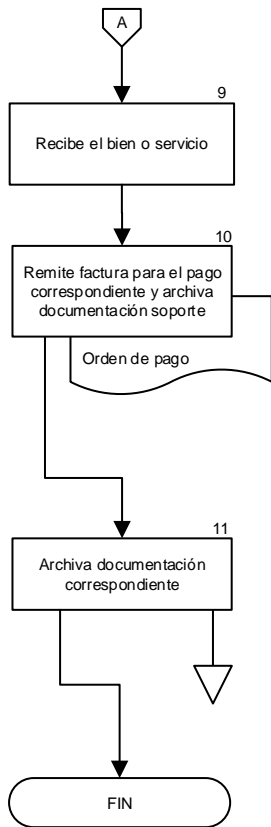 A
9
Recibe el bien o servicio
10
Remite factura para el pago
correspondiente y archiva
documentación soporte
Orden de pago
11
Archiva documentación
correspondiente
FIN